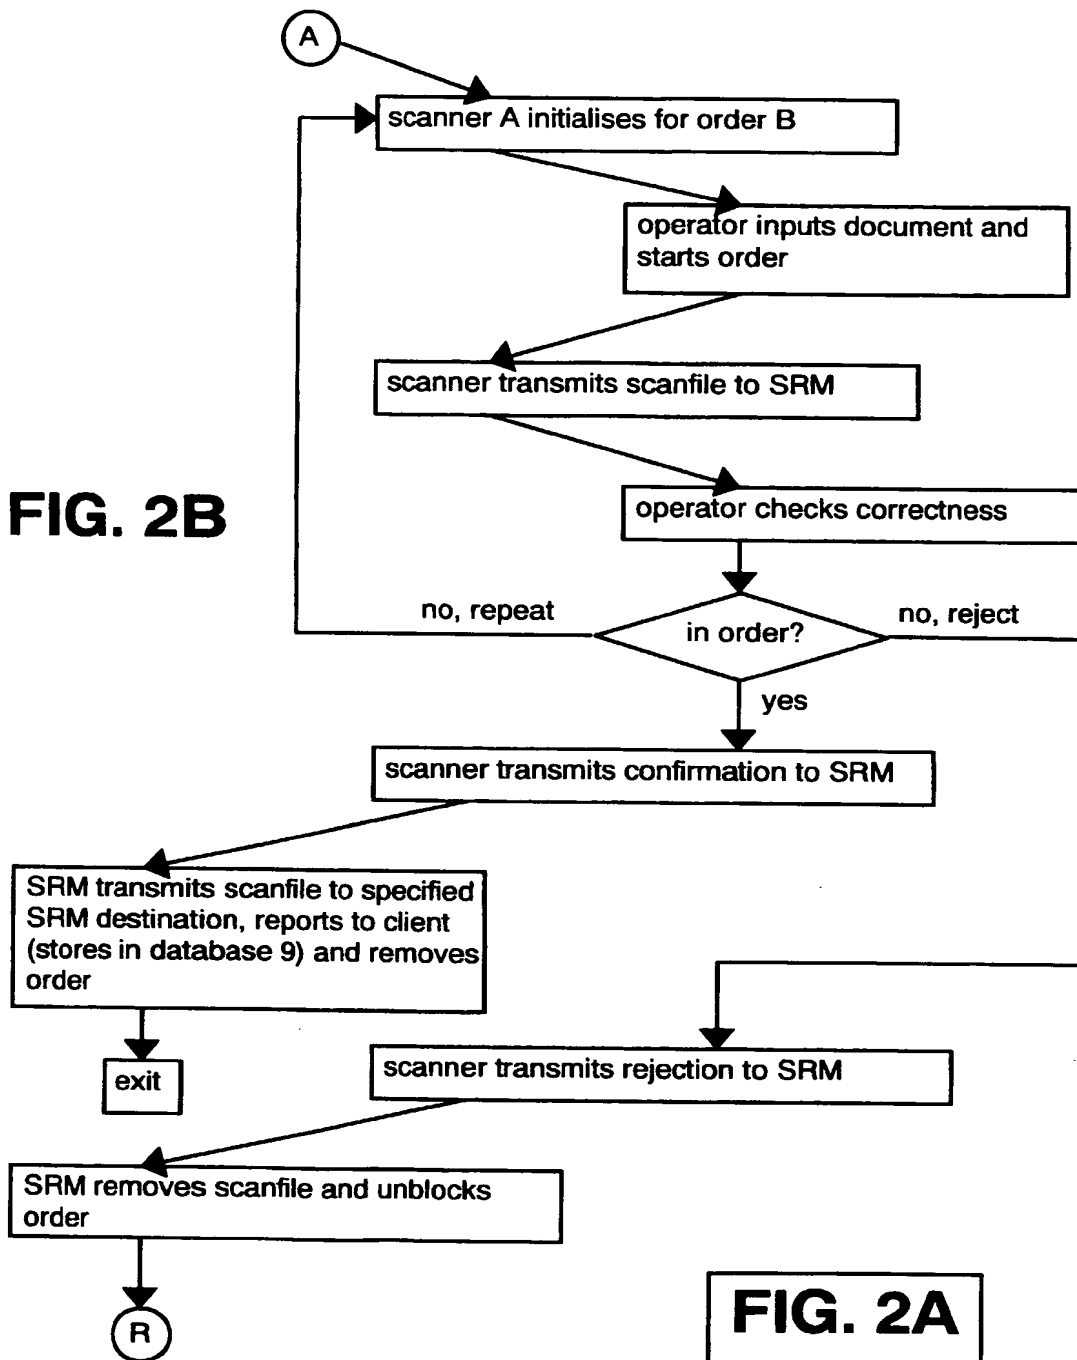 A
scanner A initialises for order B
operator inputs document and
starts order
scanner transmits scanfile to SRM
FIG. 2B
operator checks correctness
no, repeat
in order?
no, reject
yes
scanner transmits confirmation to SRM
SRM transmits scanfile to specified
SRM destination, reports to client
(stores in database 9) and removes
order
exit
scanner transmits rejection to SRM
SRM removes scanfile and unblocks
order
R
FIG. 2A